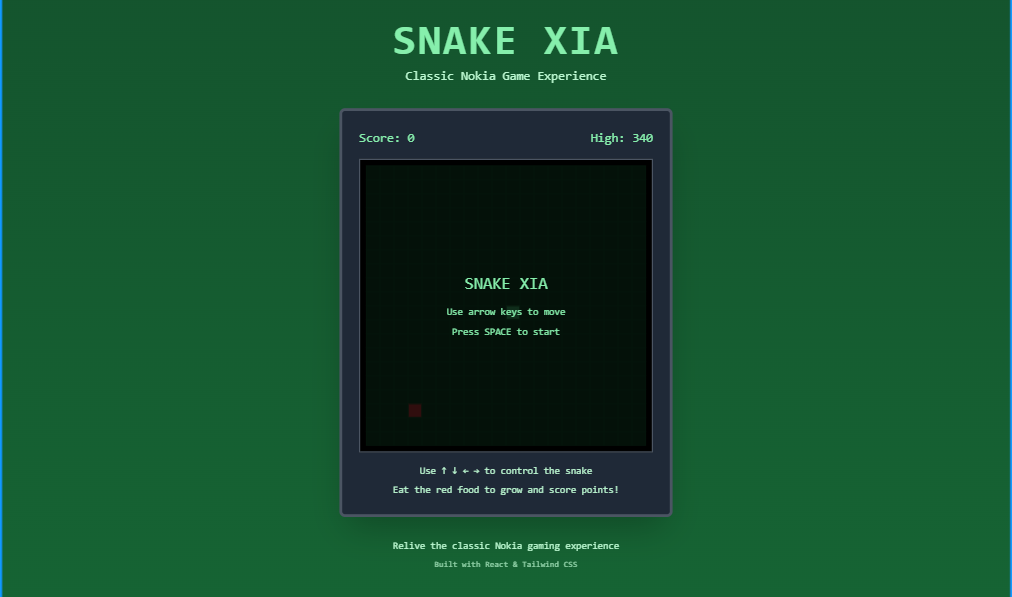 SNAKE XIA
Classic Nokia Game Experience
Score: 0 High: 340
SNAKE XIA
Use arrow keys to move
Press SPACE to start
Use ↑ ↓ ← → to control the snake
Eat the red food to grow and score points!
Relive the classic Nokia gaming experience
Built with React & Tailwind CSS